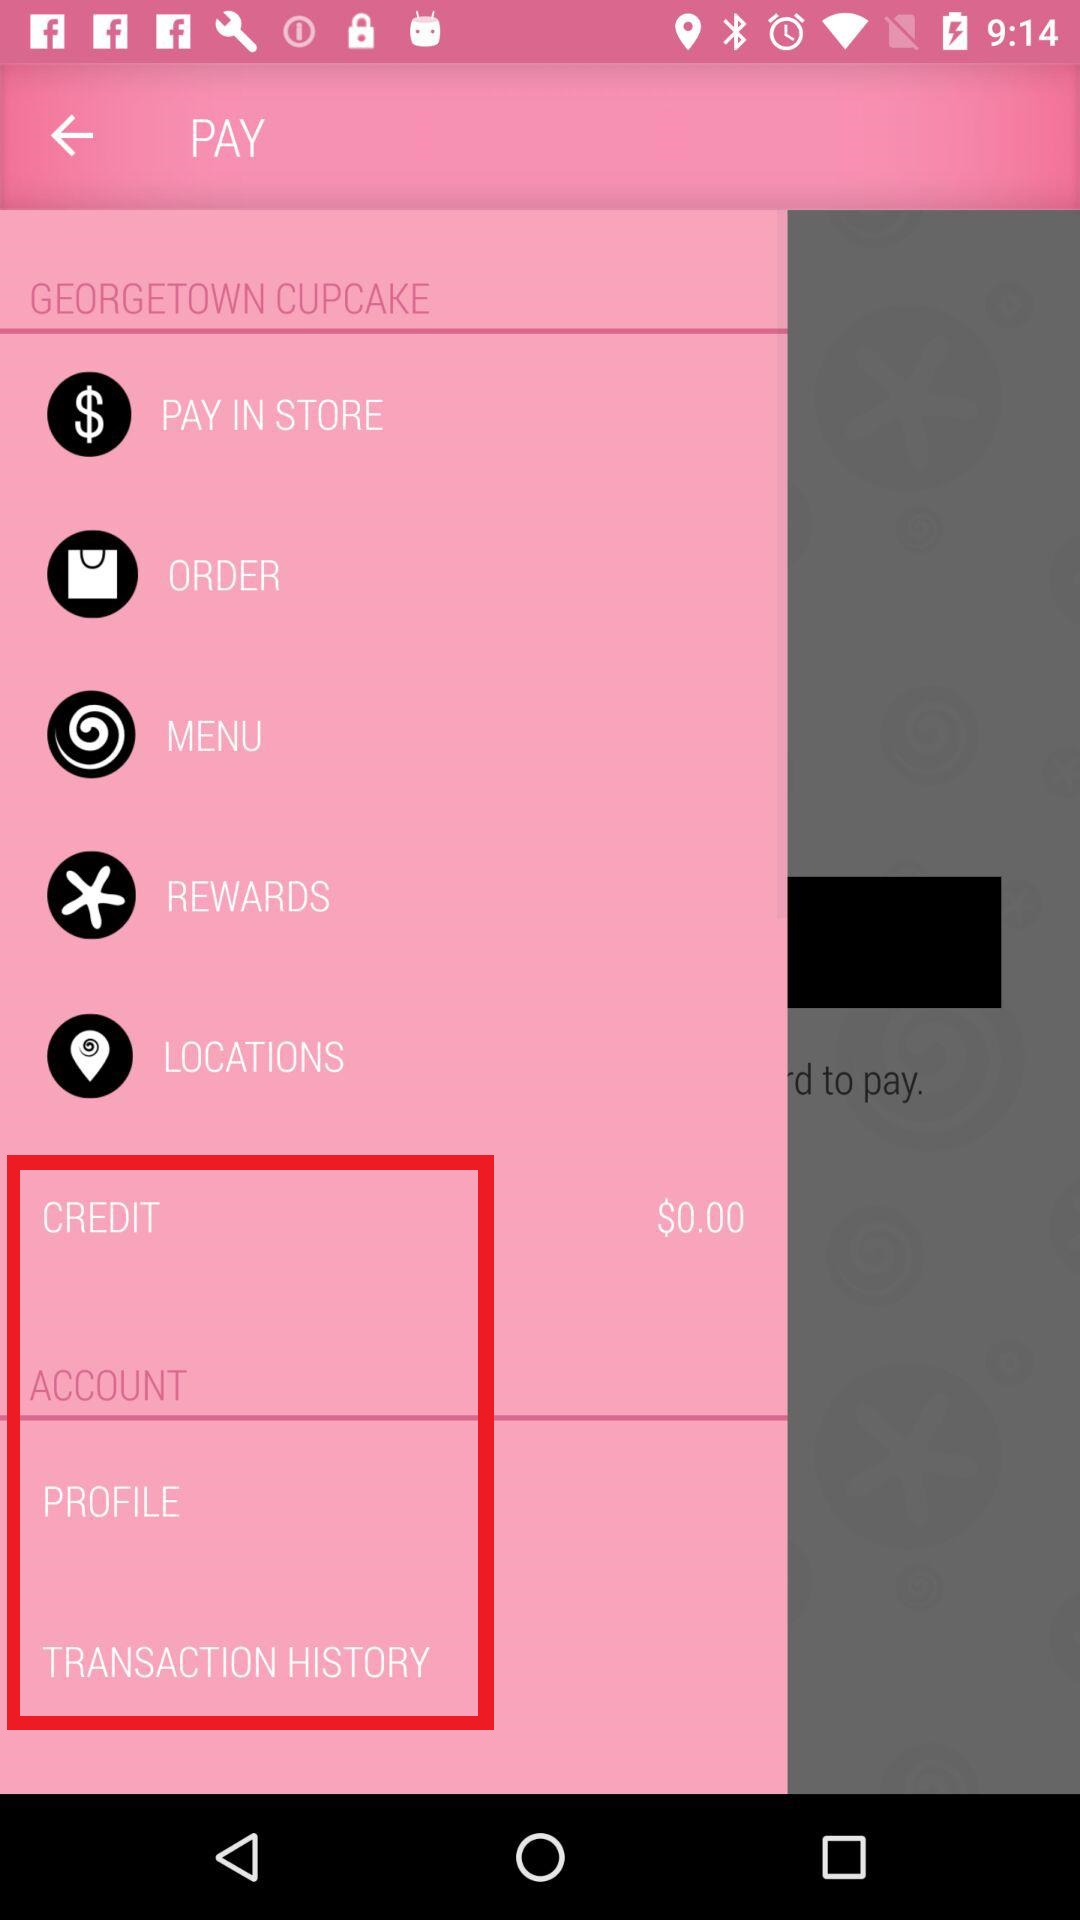 9:14
PAY
GEORGETOWN CUPCAKE
$ PAY IN STORE
ORDER
MENU
REWARDS
LOCATIONS
rd to pay.
CREDIT $0.00
ACCOUNT
PROFILE
TRANSACTION HISTORY